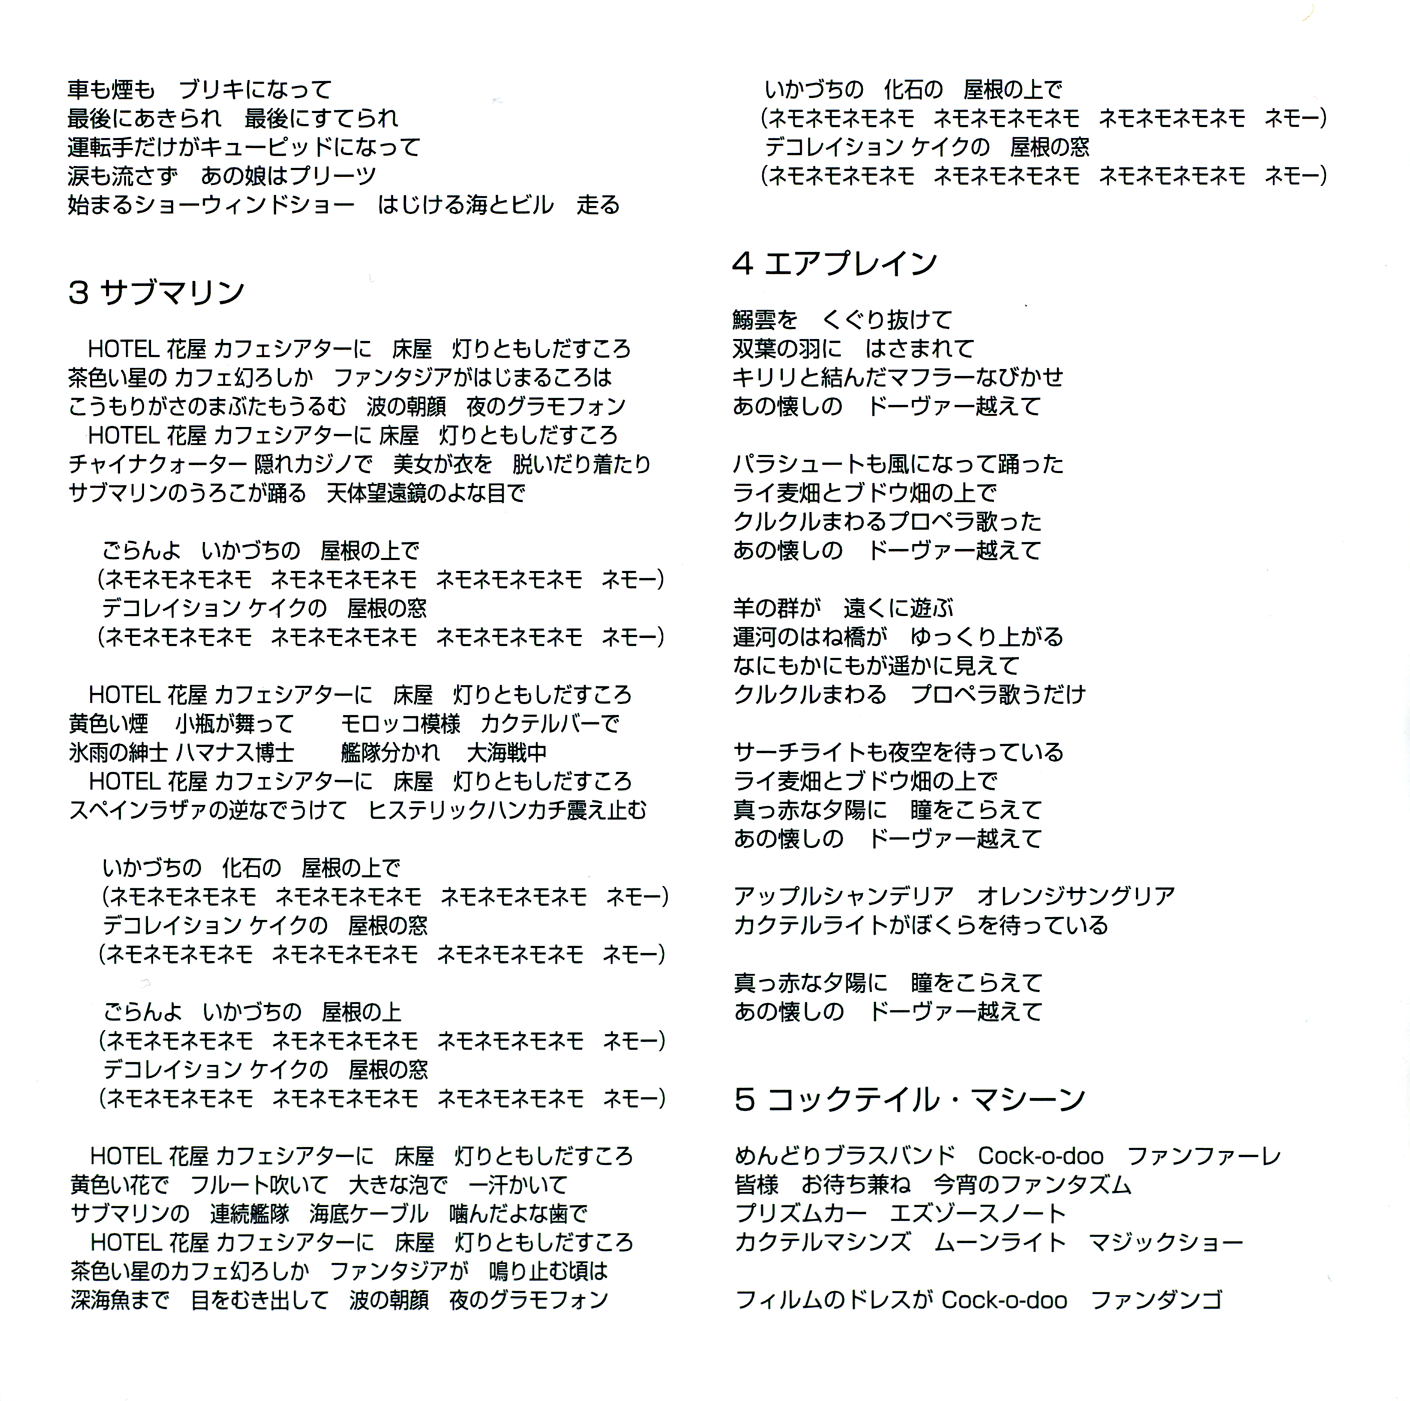 車も煙も　ブリキになって
最後にあきられ　最後にすてられ
運転手だけがキューピッドになって
涙も流さず　あの娘はプリーツ
始まるショーウィンドショー　はじける海とビル　走る
3 サブマリン
HOTEL 花屋 カフェシアターに　床屋　灯りともしだすころ
茶色い星の カフェ幻ろしか　ファンタジアがはじまるころは
こうもりがさのまぶたもうるむ　波の朝顔　夜のグラモフォン
HOTEL 花屋 カフェシアターに 床屋　灯りともしだすころ
チャイナクォーター 隠れカジノで　美女が衣を　脱いだり着たり
サブマリンのうろこが踊る　天体望遠鏡のよな目で
ごらんよ　いかづちの　屋根の上で
（ネモネモネモネモ　ネモネモネモネモ　ネモネモネモネモ　ネモー）
デコレイション ケイクの　屋根の窓
（ネモネモネモネモ　ネモネモネモネモ　ネモネモネモネモ　ネモー）
HOTEL 花屋 カフェシアターに　床屋　灯りともしだすころ
黄色い煙　小瓶が舞って　　モロッコ模様　カクテルバーで
氷雨の紳士 ハマナス博士　　艦隊分かれ　大海戦中
HOTEL 花屋 カフェシアターに　床屋　灯りともしだすころ
スペインラザァの逆なでうけて　ヒステリックハンカチ震え止む
いかづちの　化石の　屋根の上で
（ネモネモネモネモ　ネモネモネモネモ　ネモネモネモネモ　ネモー）
デコレイション ケイクの　屋根の窓
（ネモネモネモネモ　ネモネモネモネモ　ネモネモネモネモ　ネモー）
ごらんよ　いかづちの　屋根の上
（ネモネモネモネモ　ネモネモネモネモ　ネモネモネモネモ　ネモー）
デコレイション ケイクの　屋根の窓
（ネモネモネモネモ　ネモネモネモネモ　ネモネモネモネモ　ネモー）
HOTEL 花屋 カフェシアターに　床屋　灯りともしだすころ
黄色い花で　フルート吹いて　大きな泡で　一汗かいて
サブマリンの　連続艦隊　海底ケーブル　噛んだよな歯で
HOTEL 花屋 カフェシアターに　床屋　灯りともしだすころ
茶色い星のカフェ幻ろしか　ファンタジアが　鳴り止む頃は
深海魚まで　目をむき出して　波の朝顔　夜のグラモフォン
いかづちの　化石の　屋根の上で
（ネモネモネモネモ　ネモネモネモネモ　ネモネモネモネモ　ネモー）
デコレイション ケイクの　屋根の窓
（ネモネモネモネモ　ネモネモネモネモ　ネモネモネモネモ　ネモー）
4 エアプレイン
鰯雲を　くぐり抜けて
双葉の羽に　はさまれて
キリリと結んだマフラーなびかせ
あの懐しの　ドーヴァー越えて
パラシュートも風になって踊った
ライ麦畑とブドウ畑の上で
クルクルまわるプロペラ歌った
あの懐しの　ドーヴァー越えて
羊の群が　遠くに遊ぶ
運河のはね橋が　ゆっくり上がる
なにもかにもが遥かに見えて
クルクルまわる　プロペラ歌うだけ
サーチライトも夜空を待っている
ライ麦畑とブドウ畑の上で
真っ赤な夕陽に　瞳をこらえて
あの懐しの　ドーヴァー越えて
アップルシャンデリア　オレンジサングリア
カクテルライトがぼくらを待っている
真っ赤な夕陽に　瞳をこらえて
あの懐しの　ドーヴァー越えて
5 コックテイル・マシーン
めんどりブラスバンド　Cock-o-doo　ファンファーレ
皆様　お待ち兼ね　今宵のファンタズム
プリズムカー　エズゾースノート
カクテルマシンズ　ムーンライト　マジックショー
フィルムのドレスが Cock-o-doo　ファンダンゴ